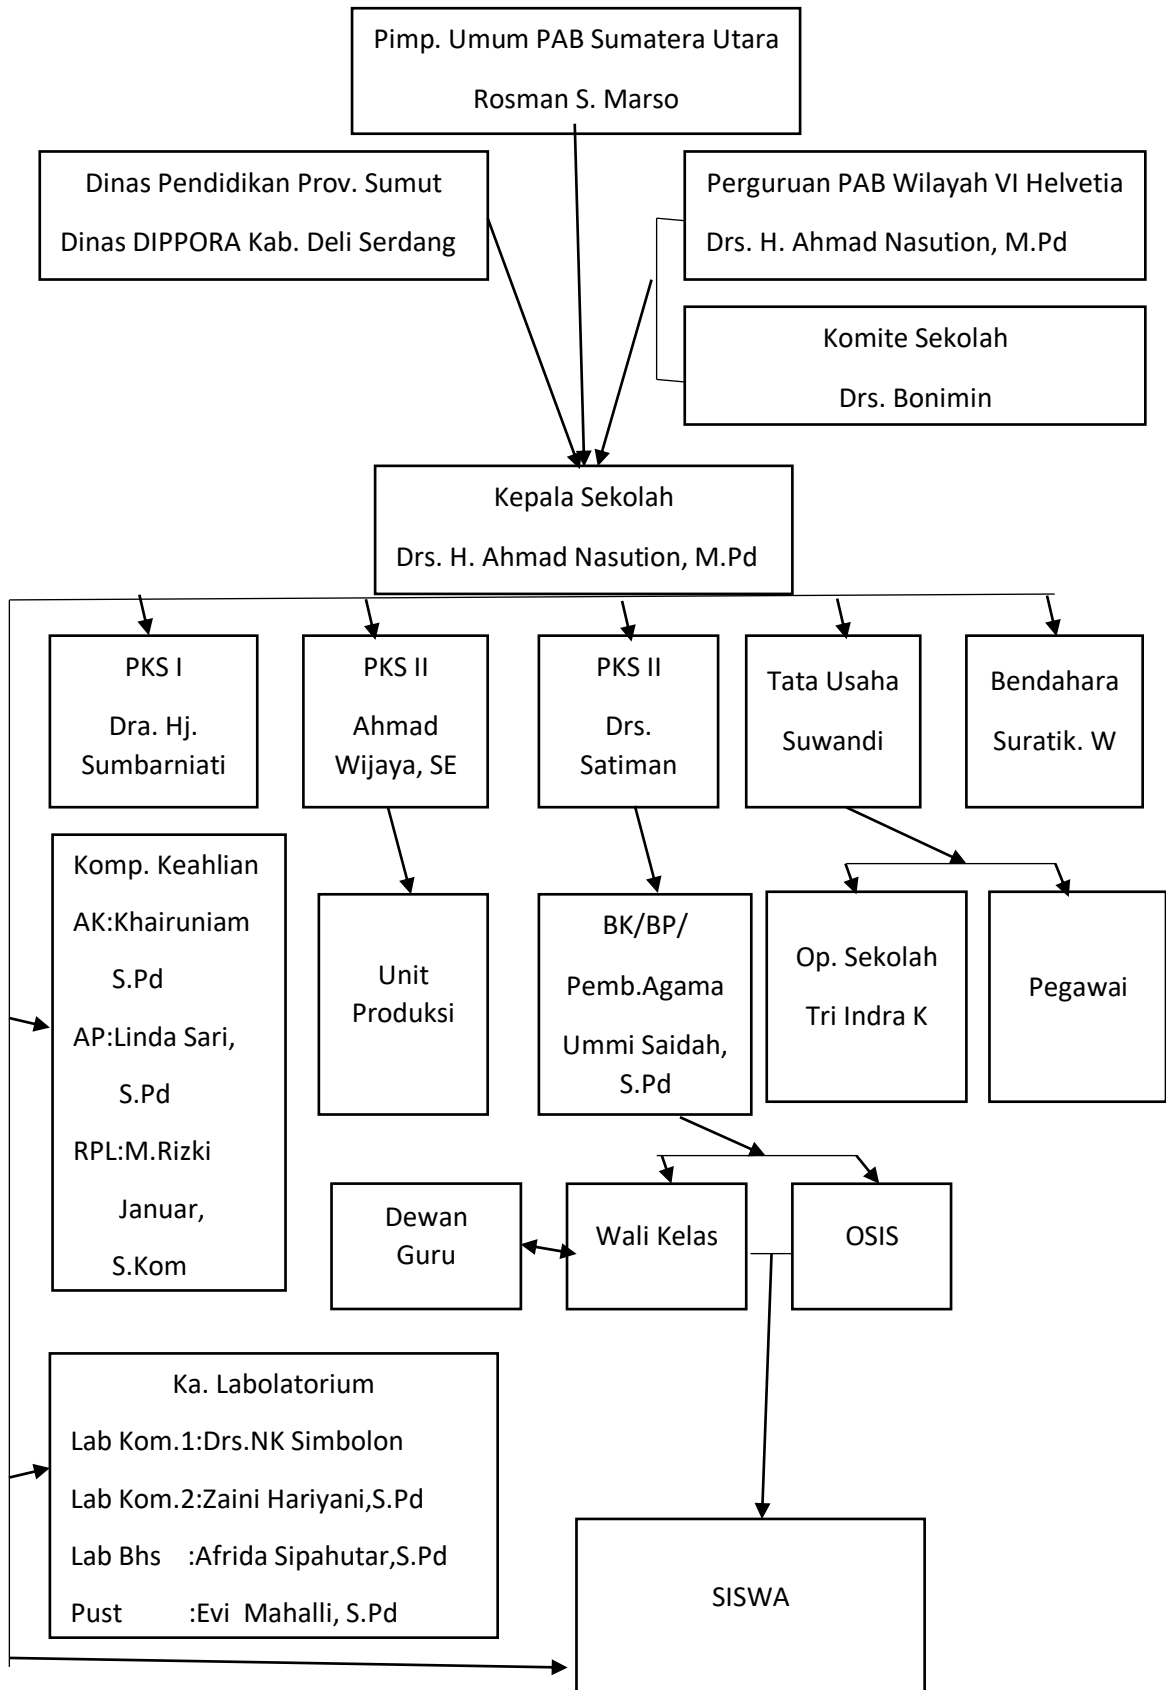 Pimp. Umum PAB Sumatera Utara
Rosman S. Marso
Dinas Pendidikan Prov. Sumut
Dinas DIPPORA Kab. Deli Serdang
Perguruan PAB Wilayah VI Helvetia
Drs. H. Ahmad Nasution, M.Pd
Komite Sekolah
Drs. Bonimin
Kepala Sekolah
Drs. H. Ahmad Nasution, M.Pd
PKS I
Dra. Hj.
Sumbarniati
PKS II
Ahmad
Wijaya, SE
PKS II
Drs.
Satiman
Tata Usaha
Suwandi
Bendahara
Suratik. W
Komp. Keahlian
AK:Khairuniam
S.Pd
AP:Linda Sari,
S.Pd
RPL:M.Rizki
Januar,
S.Kom
Unit
Produksi
BK/BP/
Pemb.Agama
Ummi Saidah,
S.Pd
Op. Sekolah
Tri Indra K
Pegawai
Dewan
Guru
Wali Kelas
OSIS
Ka. Labolatorium
Lab Kom.1:Drs.NK Simbolon
Lab Kom.2:Zaini Hariyani,S.Pd
Lab Bhs :Afrida Sipahutar,S.Pd
Pust :Evi Mahalli, S.Pd
SISWA